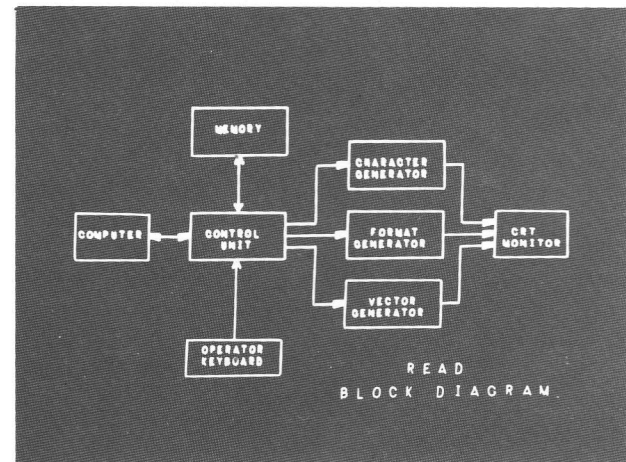 MEMORY
CHARACTER
GENERATOR
COMPUTER
CONTROL
UNIT
FORMAT
GENERATOR
CRT
MONITOR
VECTOR
GENERATOR
OPERATOR
KEYBOARD
READ
BLOCK DIAGRAM